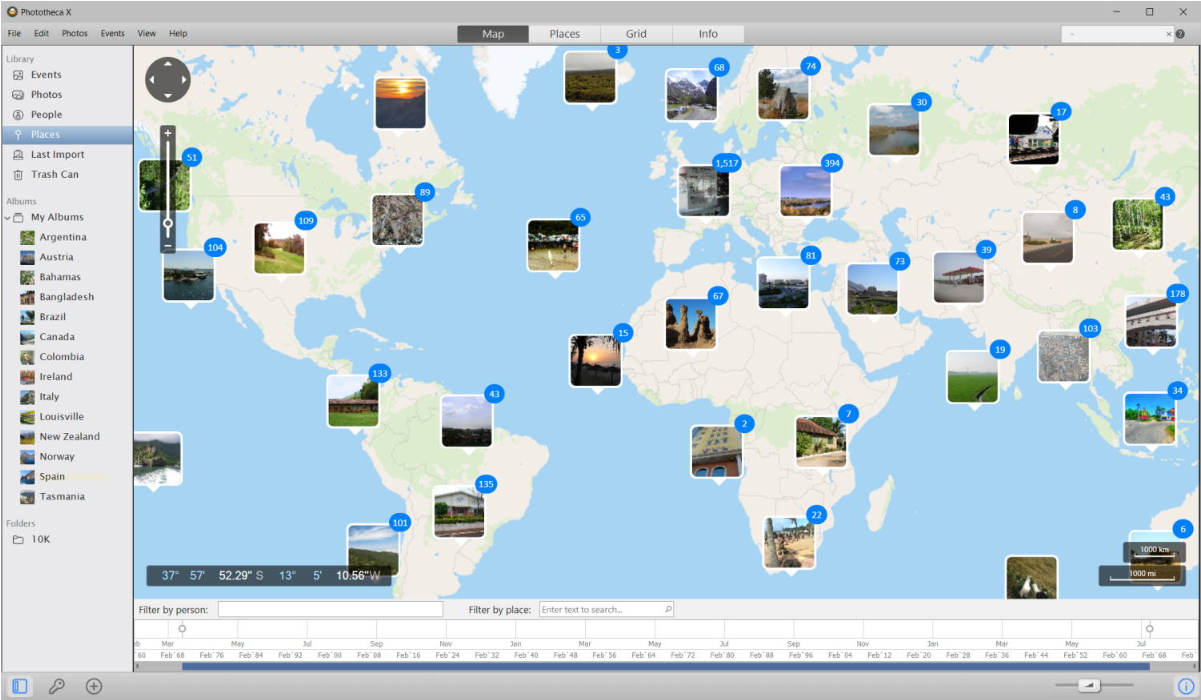 Phototheca X
File Edit Photos Events View Help
Map Places Grid Info
Library
Events
Photos
People
Places
Last Import
Trash Can
Albums
My Albums
Argentina
Austria
Bahamas
Bangladesh
Brazil
Canada
Colombia
Ireland
Italy
Louisville
New Zealand
Norway
Spain
Tasmania
Folders
10K
3
68
74
30
17
51
1,517
394
89
43
109
65
8
104
81
39
73
67
178
15
103
19
133
43
34
2
7
135
22
101
6
1000 km
1000 mi
37° 57' 52.29" S 13° 5' 10.56"W
Filter by person: Filter by place: Enter text to search...
Mar May Jul Sep Nov Jan Mar May Jul Sep Nov Jan Mar May Jul
'60 Feb'68 Feb'76 Feb'84 Feb'92 Feb'00 Feb'08 Feb'16 Feb'24 Feb'32 Feb'40 Feb'48 Feb'56 Feb'64 Feb'72 Feb'80 Feb'88 Feb'96 Feb'04 Feb'12 Feb'20 Feb'28 Feb'36 Feb'44 Feb'52 Feb'60 Feb'68 Feb'